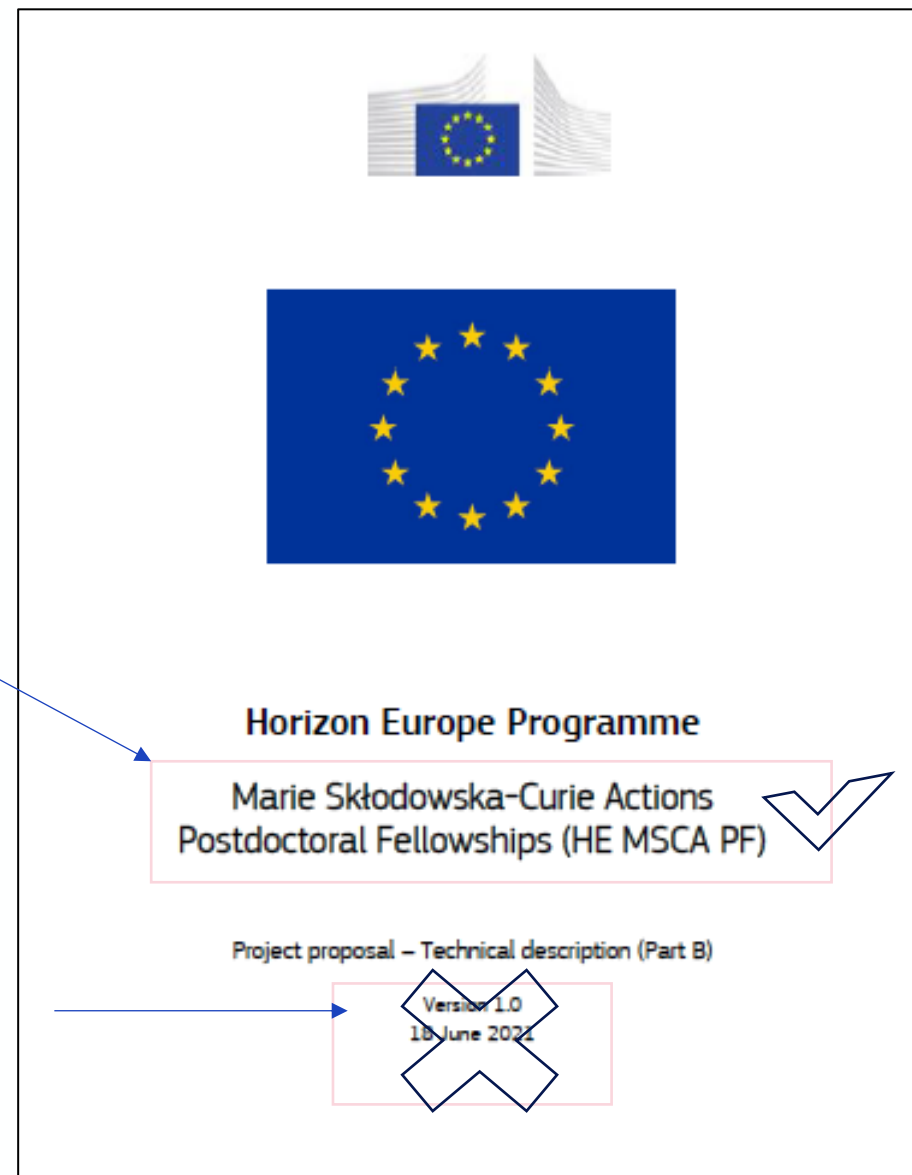 Horizon Europe Programme
Marie Skłodowska-Curie Actions
Postdoctoral Fellowships (HE MSCA PF)
Project proposal – Technical description (Part B)
Version 1.0
18 June 2021